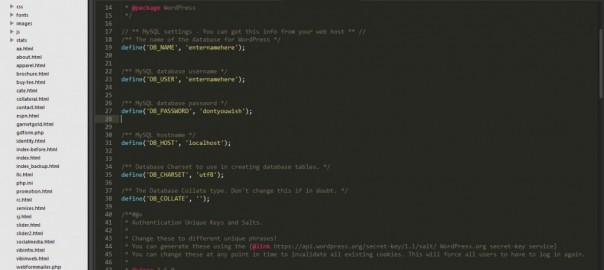 css
fonts
images
js
stats
aa.html
about.html
apparel.html
brochure.html
buy-tee.html
cate.html
collateral.html
contact.html
espn.html
garnetgold.html
gdform.php
identity.html
index-before.html
index.html
index_backup.html
llc.html
php.ini
promotion.html
rc.html
services.html
sj.html
slider.html
slider2.html
socialmedia.html
vibeinfo.html
vibeinweb.html
webformmailer.php
14 * @package WordPress
15 */
16
17 // ** MySQL settings - You can get this info from your web host ** //
18 /** The name of the database for WordPress */
19 define('DB_NAME', 'enternamehere');
20
21
22 /** MySQL database username */
23 define('DB_USER', 'enternamehere');
24
25
26 /** MySQL database password */
27 define('DB_PASSWORD', 'dontyouwish');
28
29
30 /** MySQL hostname */
31 define('DB_HOST', 'localhost');
32
33
34 /** Database Charset to use in creating database tables. */
35 define('DB_CHARSET', 'utf8');
36
37 /** The Database Collate type. Don't change this if in doubt. */
38 define('DB_COLLATE', '');
39
40 /**#@+
41 * Authentication Unique Keys and Salts.
42 *
43 * Change these to different unique phrases!
44 * You can generate these using the {@link https://api.wordpress.org/secret-key/1.1/salt/ WordPress.org secret-key service}
45 * You can change these at any point in time to invalidate all existing cookies. This will force all users to have to log in again.
46 *